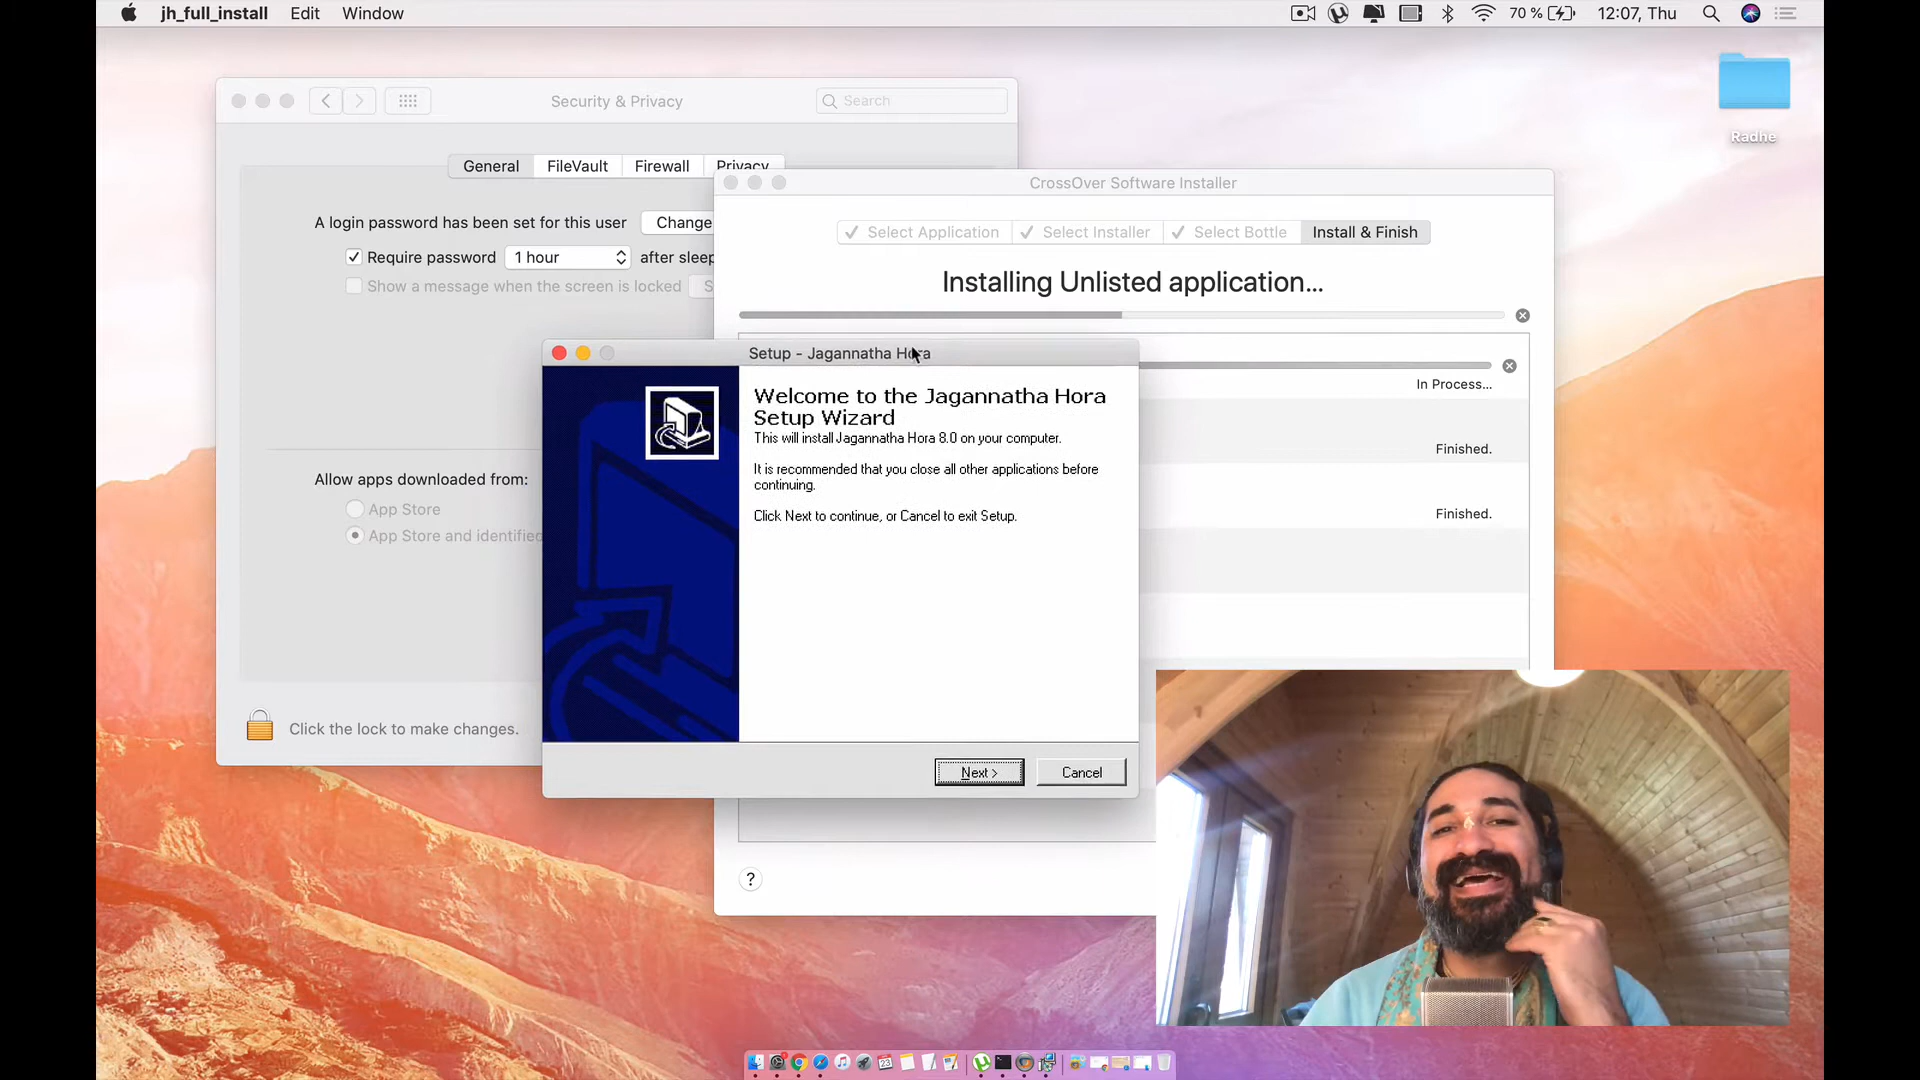 jh_full_install Edit Window
70 % 12:07, Thu
Radhe
Security & Privacy
Search
General FileVault Firewall Privacy
A login password has been set for this user Change
Require password 1 hour after sleep
Show a message when the screen is locked S
Allow apps downloaded from:
App Store
App Store and identified
Click the lock to make changes.
CrossOver Software Installer
Select Application Select Installer Select Bottle Install & Finish
Installing Unlisted application...
In Process...
Finished.
Finished.
?
Setup - Jagannatha Hora
Welcome to the Jagannatha Hora
Setup Wizard
This will install Jagannatha Hora 8.0 on your computer.
It is recommended that you close all other applications before
continuing.
Click Next to continue, or Cancel to exit Setup.
Next > Cancel
23